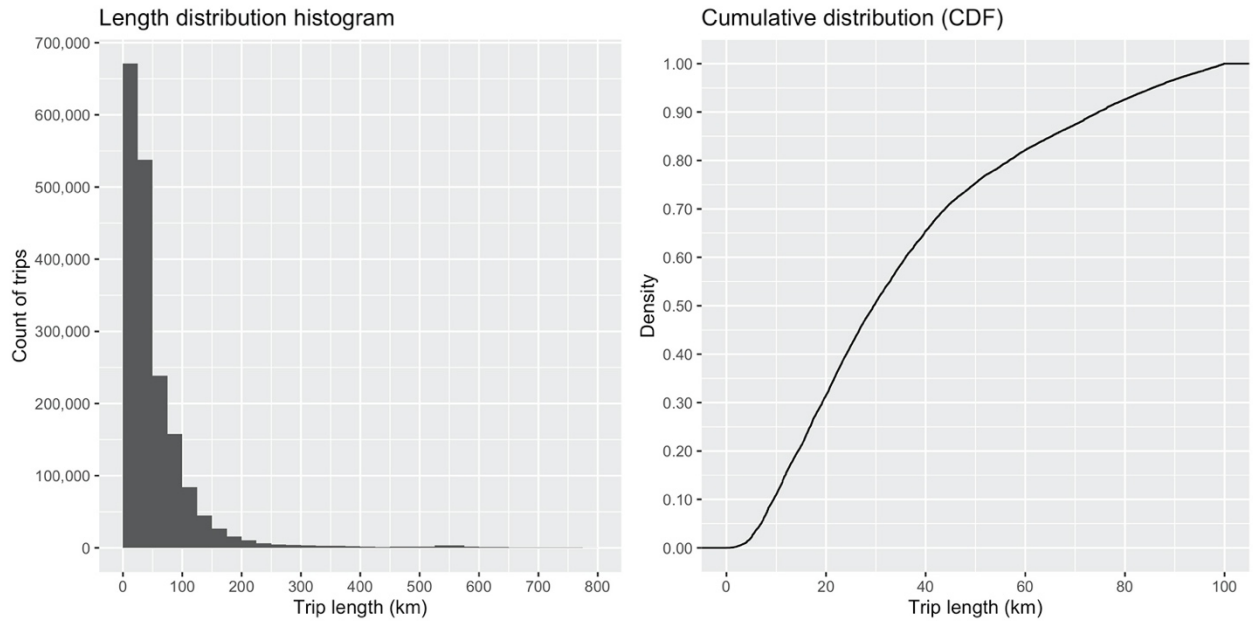 Length distribution histogram
700,000
600,000
500,000
400,000
300,000
200,000
100,000
0
Count of trips
0 100 200 300 400 500 600 700 800
Trip length (km)
Cumulative distribution (CDF)
1.00
0.90
0.80
0.70
0.60
0.50
0.40
0.30
0.20
0.10
0.00
Density
0 20 40 60 80 100
Trip length (km)